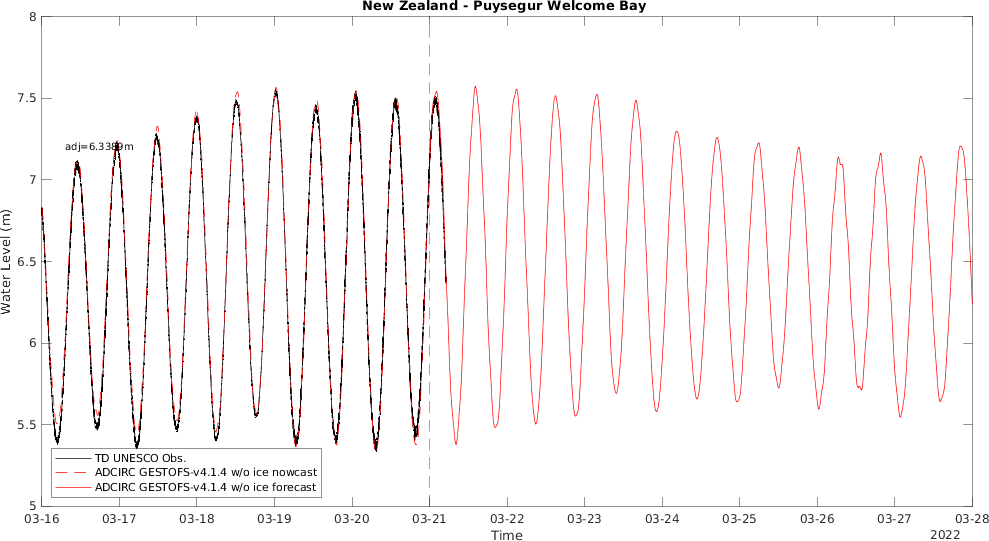 New Zealand - Puysegur Welcome Bay
8
7.5
7
6.5
6
5.5
5
Water Level (m)
adj=6.3389m
TD UNESCO Obs.
ADCIRC GESTOFS-v4.1.4 w/o ice nowcast
ADCIRC GESTOFS-v4.1.4 w/o ice forecast
03-16 03-17 03-18 03-19 03-20 03-21 03-22 03-23 03-24 03-25 03-26 03-27 03-28
Time
2022